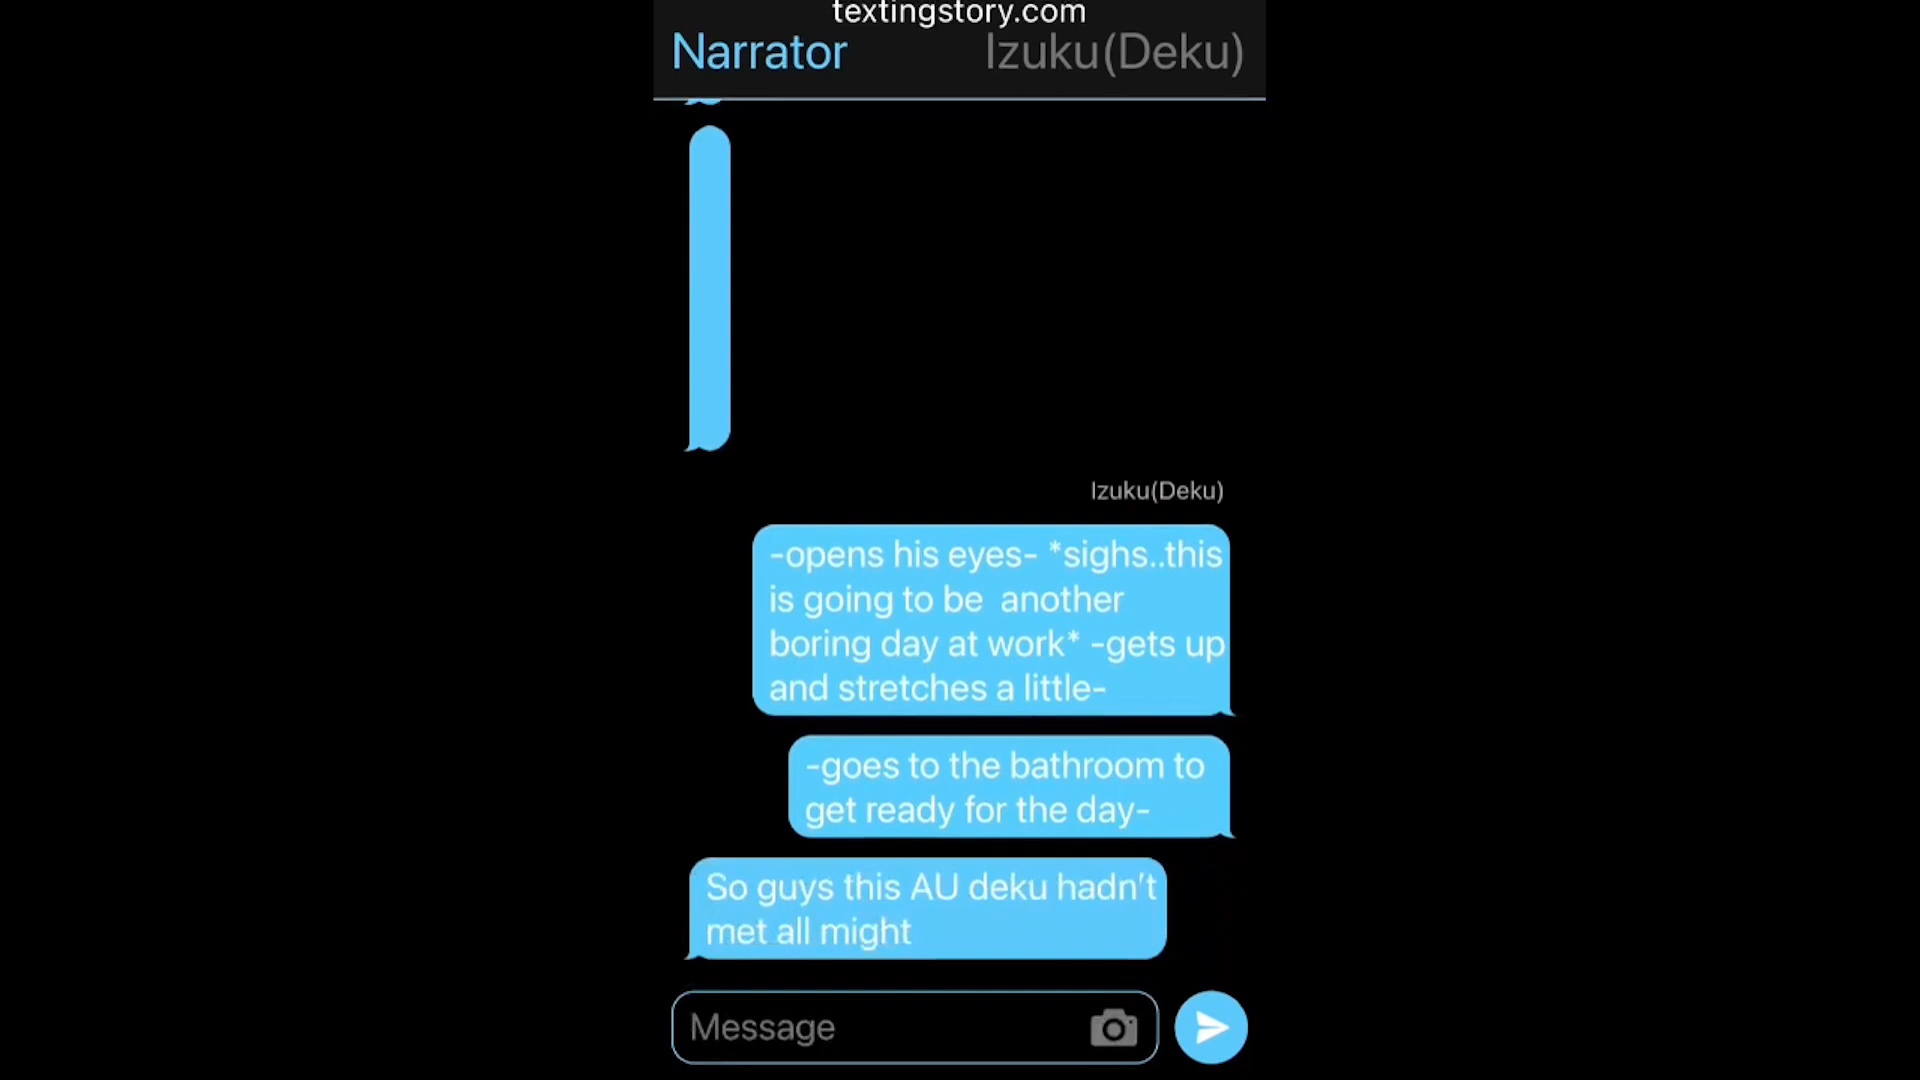 textingstory.com
Narrator Izuku(Deku)
Izuku(Deku)
-opens his eyes- *sighs..this
is going to be  another
boring day at work* -gets up
and stretches a little-
-goes to the bathroom to
get ready for the day-
So guys this AU deku hadn't
met all might
Message